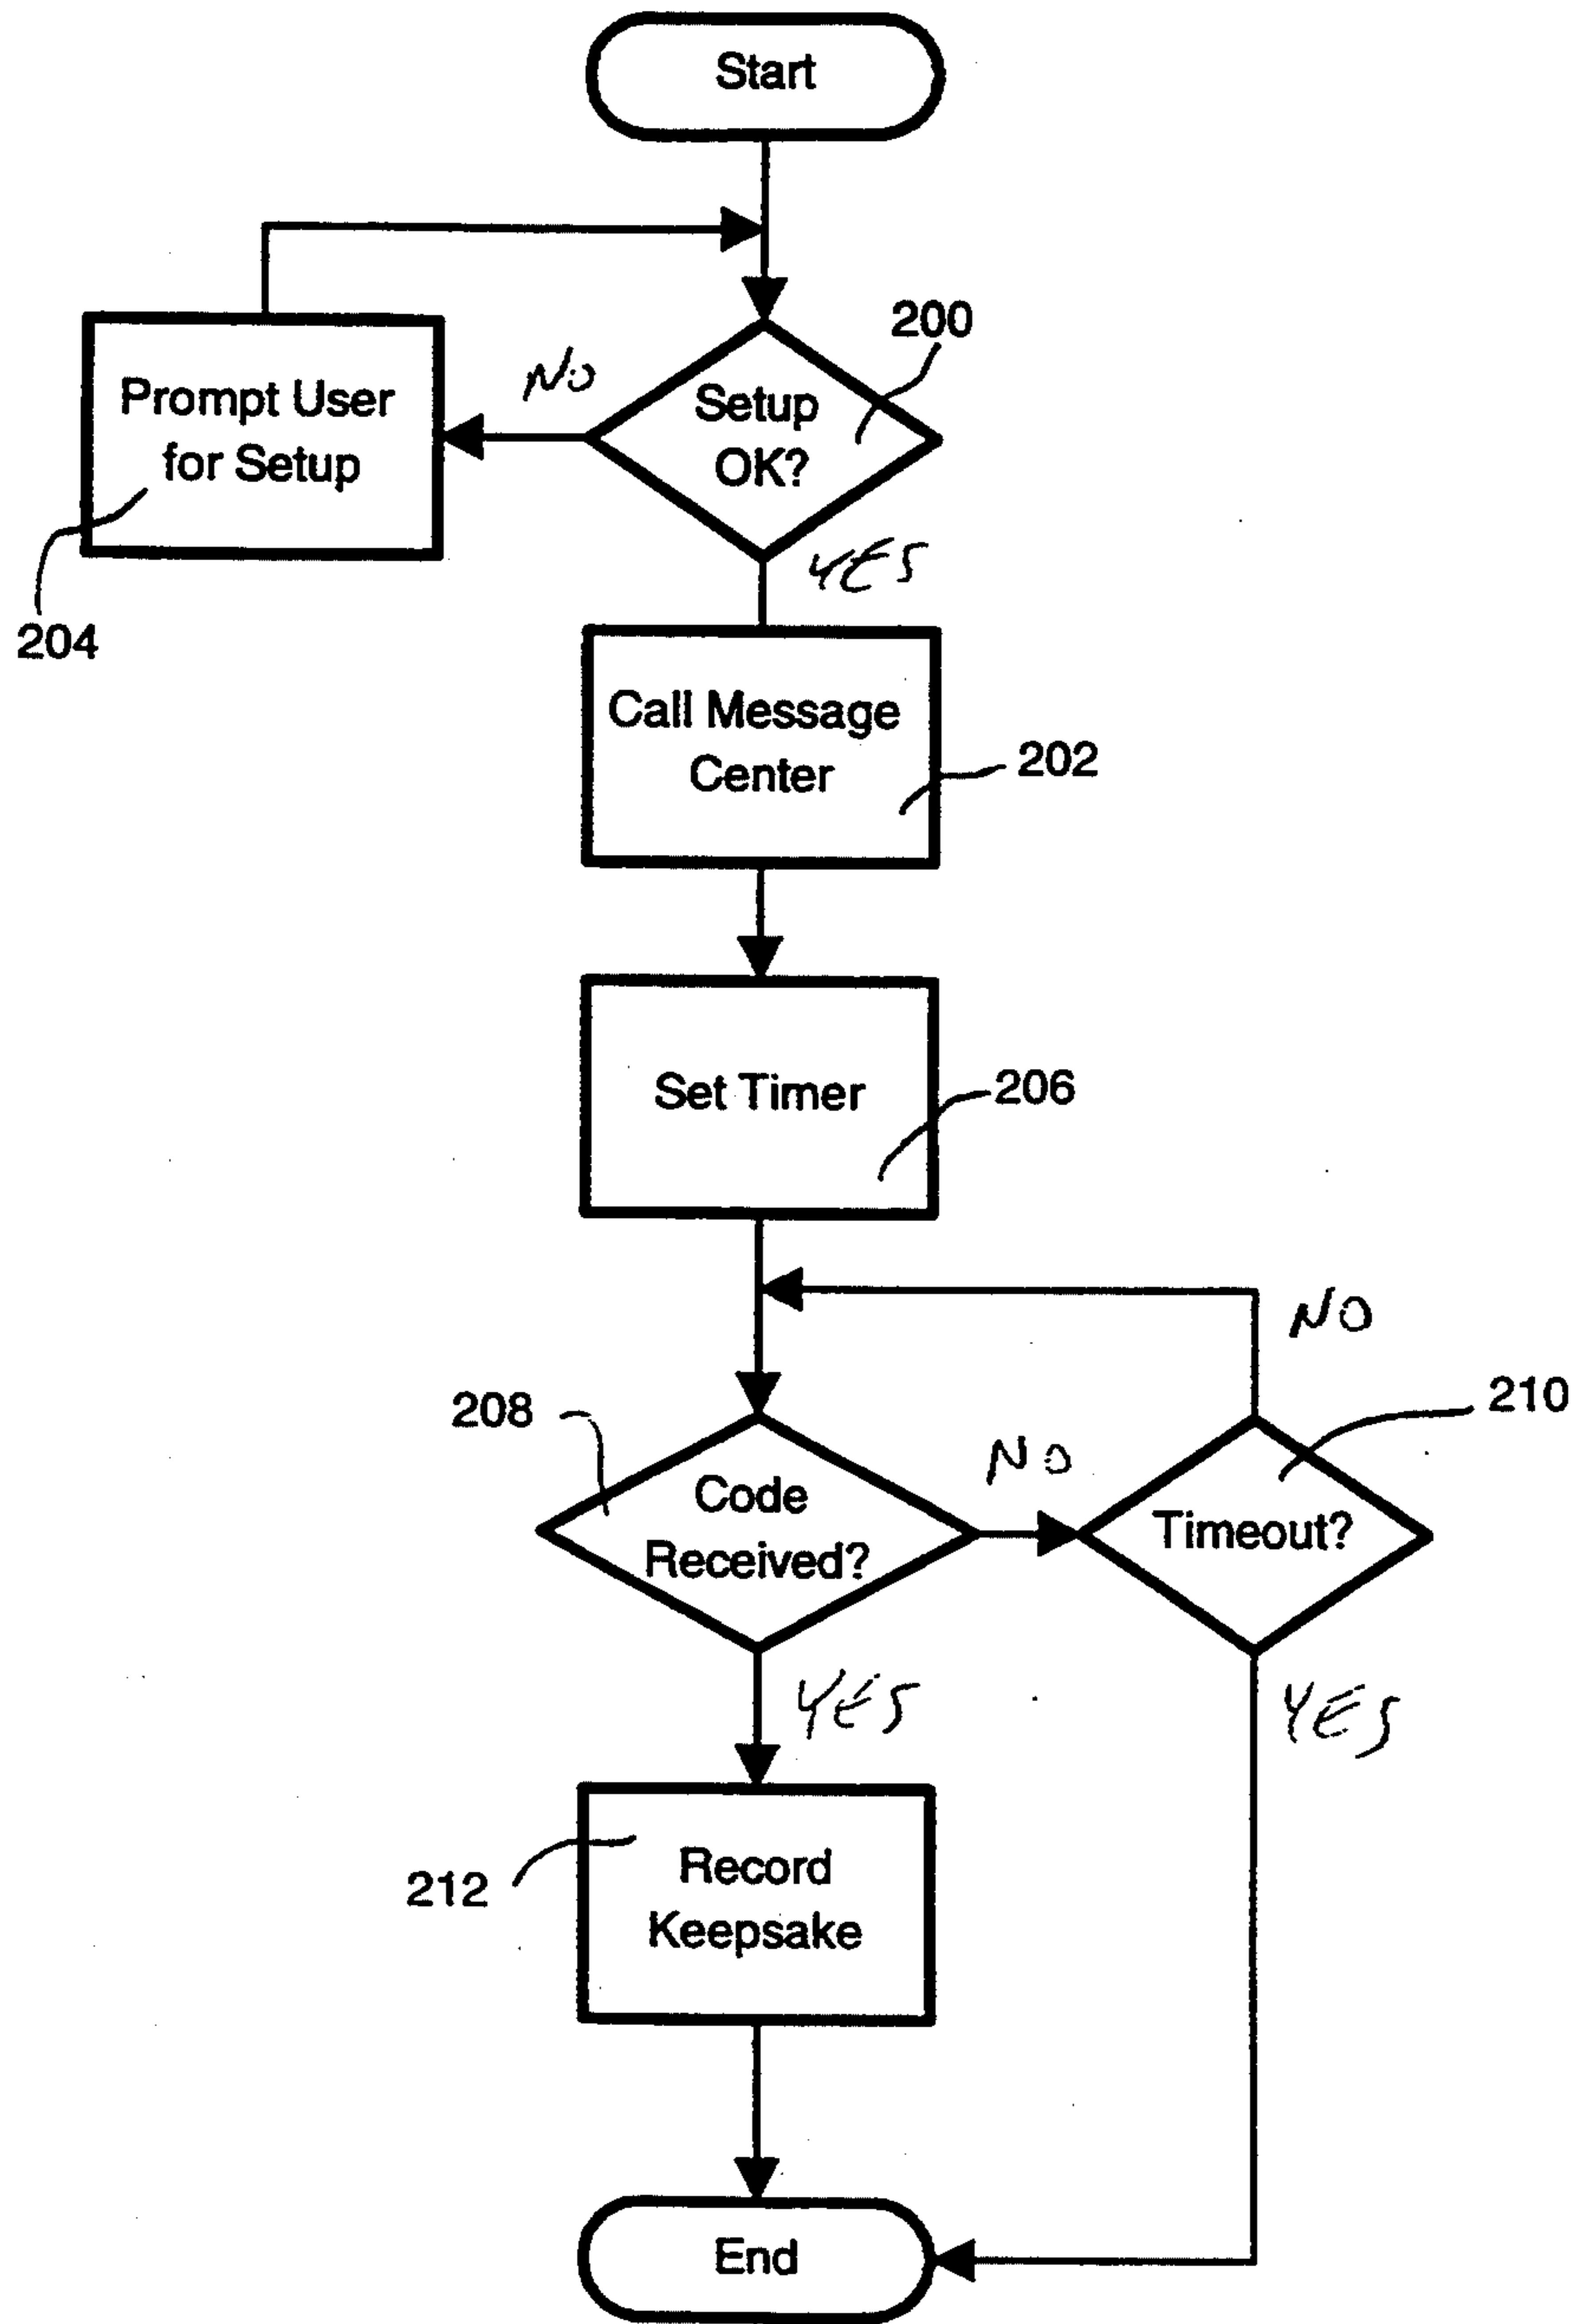 Start
200
NO
Setup
OK?
Prompt User
for Setup
YES
204
Call Message
Center
202
Set Timer
206
NO
208
210
NO
Code
Received?
Timeout?
YES
YES
212
Record
Keepsake
End